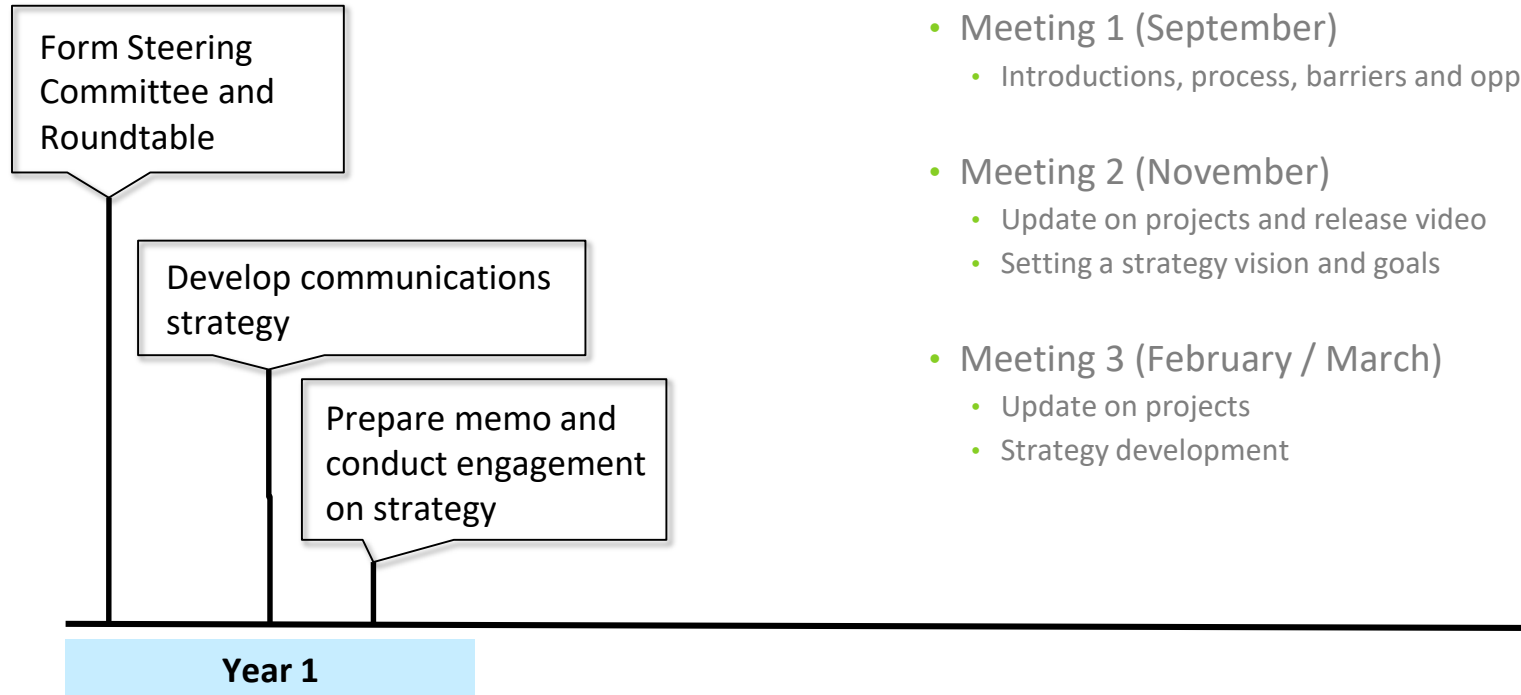 Form Steering
Committee and
Roundtable
Develop communications
strategy
Prepare memo and
conduct engagement
on strategy
Year 1
• Meeting 1 (September)
• Introductions, process, barriers and opp
• Meeting 2 (November)
• Update on projects and release video
• Setting a strategy vision and goals
• Meeting 3 (February / March)
• Update on projects
• Strategy development